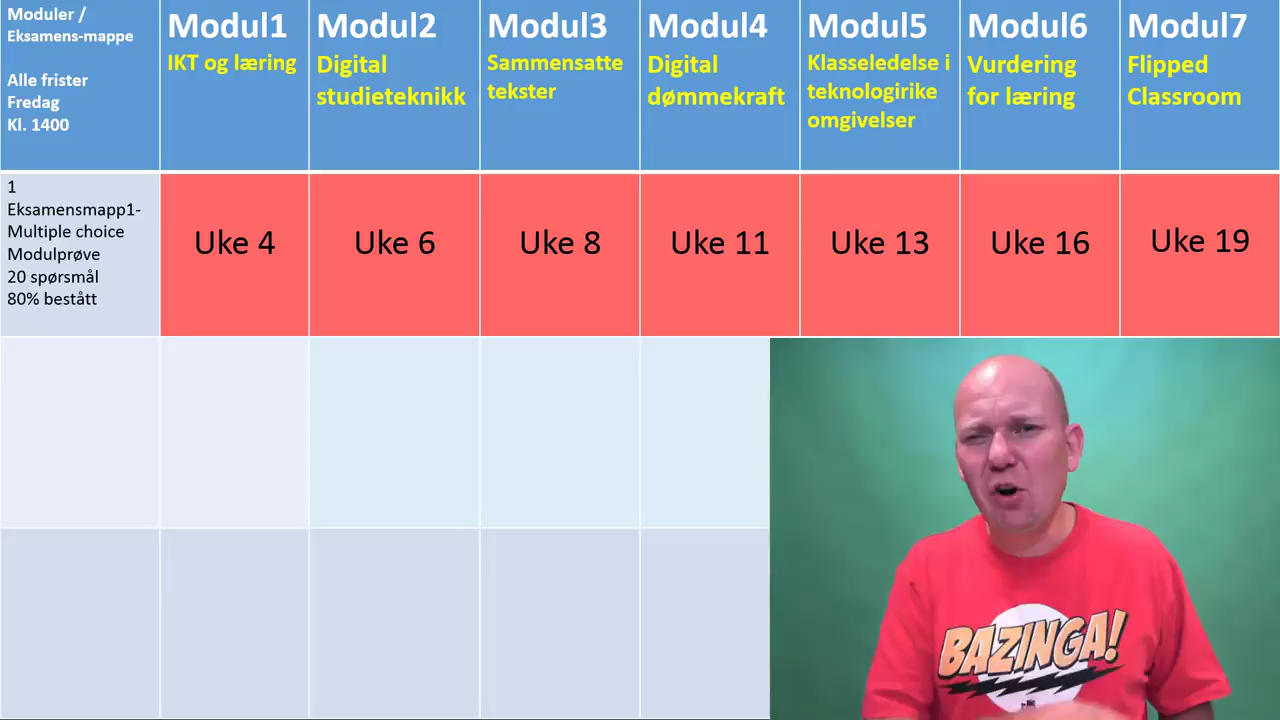 Moduler /
Eksamens-mappe
Alle frister
Fredag
Kl. 1400
Modul1
IKT og læring
Modul2
Digital
studieteknikk
Modul3
Sammensatte
tekster
Modul4
Digital
dømmekraft
Modul5
Klasseledelse i
teknologirike
omgivelser
Modul6
Vurdering
for læring
Modul7
Flipped
Classroom
1
Eksamensmapp1-
Multiple choice
Modulprøve
20 spørsmål
80% bestått
Uke 4
Uke 6
Uke 8
Uke 11
Uke 13
Uke 16
Uke 19
BAZINGA!